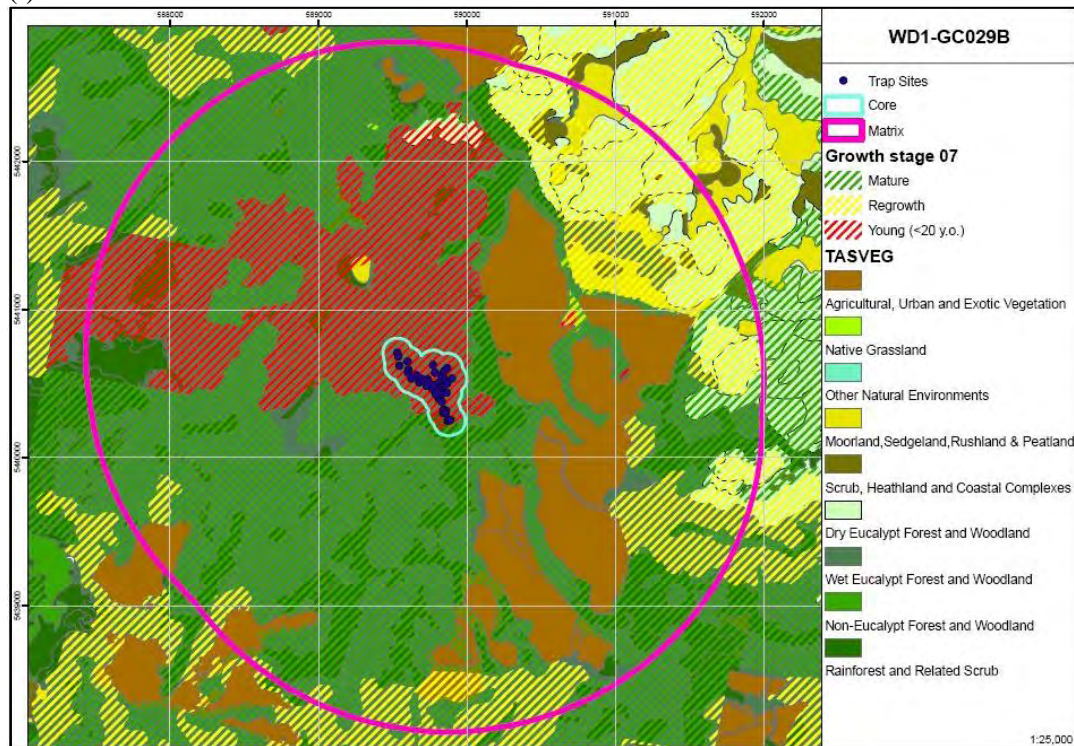 588000 589000 590000 591000 592000
WD1-GC029B
Trap Sites
Core
Matrix
Growth stage 07
Mature
Regrowth
Young (<20 y.o.)
TASVEG
Agricultural, Urban and Exotic Vegetation
Native Grassland
Other Natural Environments
Moorland,Sedgeland,Rushland & Peatland
Scrub, Heathland and Coastal Complexes
Dry Eucalypt Forest and Woodland
Wet Eucalypt Forest and Woodland
Non-Eucalypt Forest and Woodland
Rainforest and Related Scrub
1:25,000
5442000
5441000
5440000
5439000